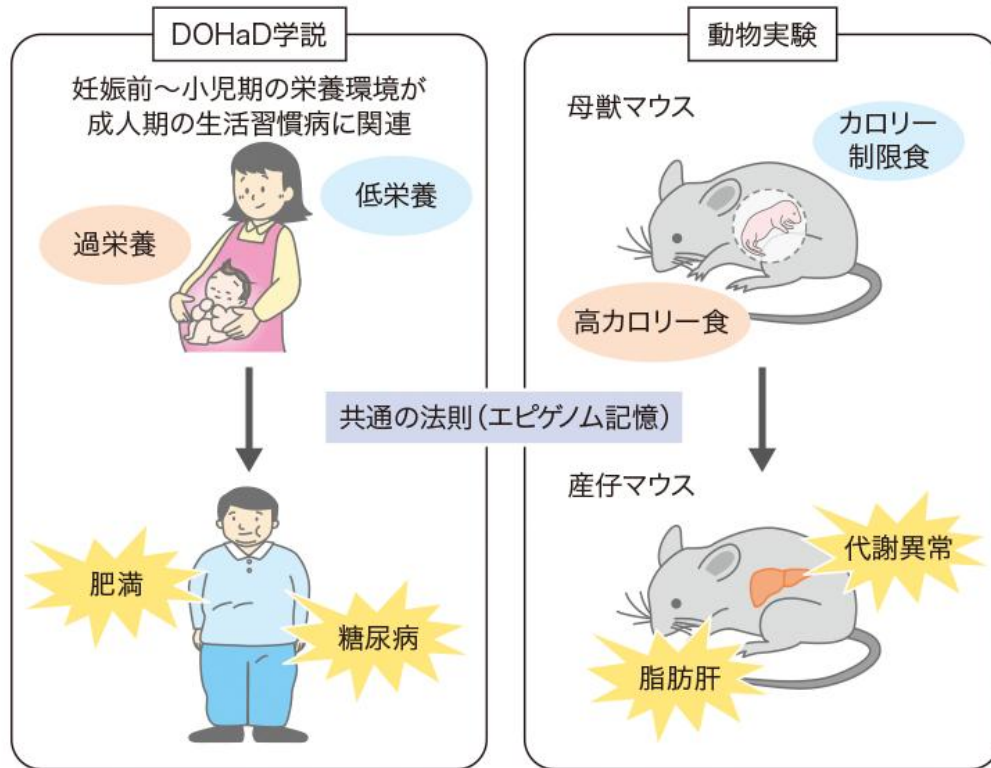 DOHaD学説
妊娠前～小児期の栄養環境が
成人期の生活習慣病に関連
低栄養
過栄養
肥満
糖尿病
共通の法則（エピゲノム記憶）
動物実験
母獣マウス
カロリー
制限食
高カロリー食
産仔マウス
代謝異常
脂肪肝